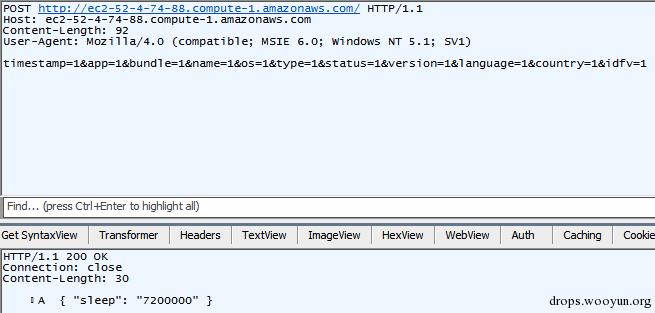 POST http://ec2-52-4-74-88.compute-1.amazonaws.com/ HTTP/1.1
Host: ec2-52-4-74-88.compute-1.amazonaws.com
Content-Length: 92
User-Agent: Mozilla/4.0 (compatible; MSIE 6.0; Windows NT 5.1; SV1)
timestamp=1&app=1&bundle=1&name=1&os=1&type=1&status=1&version=1&language=1&country=1&idfv=1
Find... (press Ctrl+Enter to highlight all)
Get SyntaxView Transformer Headers TextView ImageView HexView WebView Auth Caching Cookie
HTTP/1.1 200 OK
Connection: close
Content-Length: 30
A { "sleep": "7200000" }
drops.wooyun.org